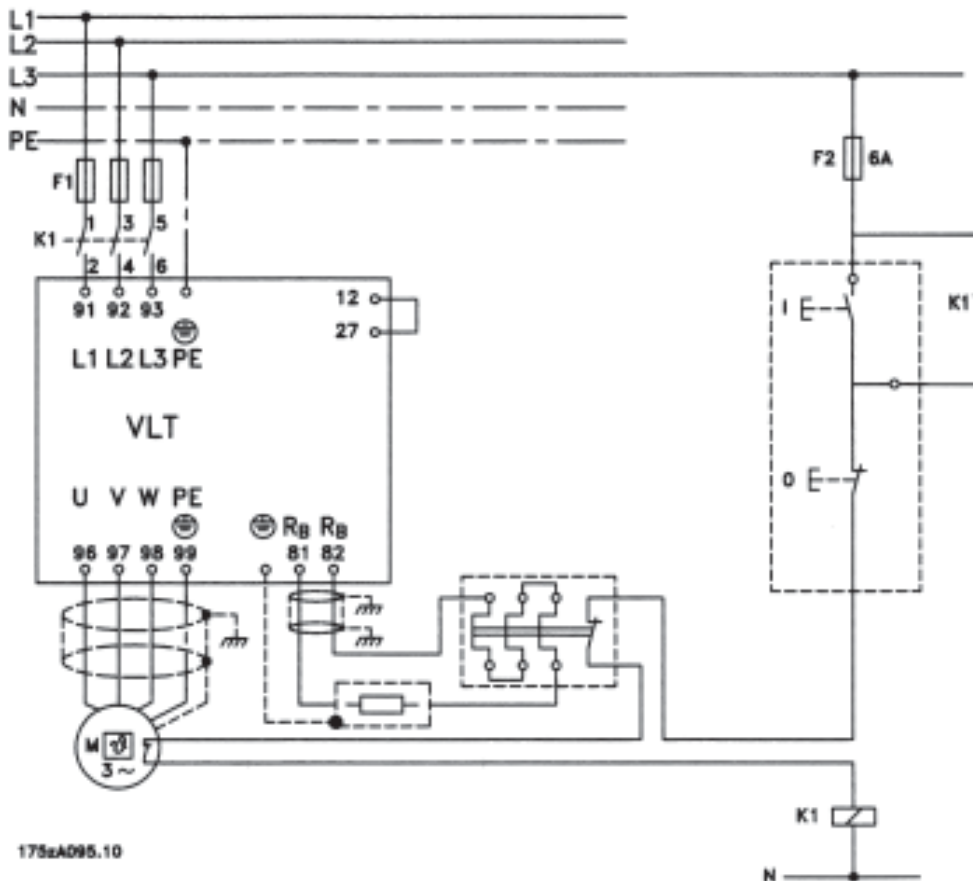 L1
L2
L3
N
PE
F1
F2 6A
1 3 5
K1
2 4 6
91 92 93
12
27
L1 L2 L3 PE
I
K1
VLT
O
U V W PE
RB RB
96 97 98 99 81 82
M
3 ~
K1
175zA095.10
N